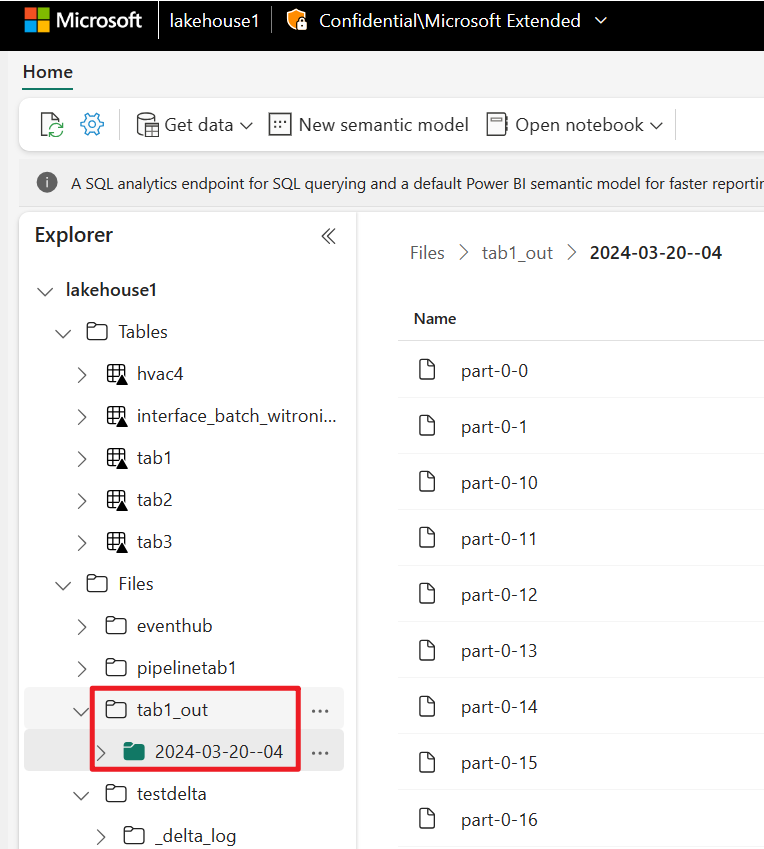 Microsoft lakehouse1 Confidential\Microsoft Extended
Home
Get data New semantic model Open notebook
A SQL analytics endpoint for SQL querying and a default Power BI semantic model for faster reportin
Explorer
lakehouse1
Tables
hvac4
interface_batch_witroni...
tab1
tab2
tab3
Files
eventhub
pipelinetab1
tab1_out
2024-03-20--04
testdelta
_delta_log
Files > tab1_out > 2024-03-20--04
Name
part-0-0
part-0-1
part-0-10
part-0-11
part-0-12
part-0-13
part-0-14
part-0-15
part-0-16